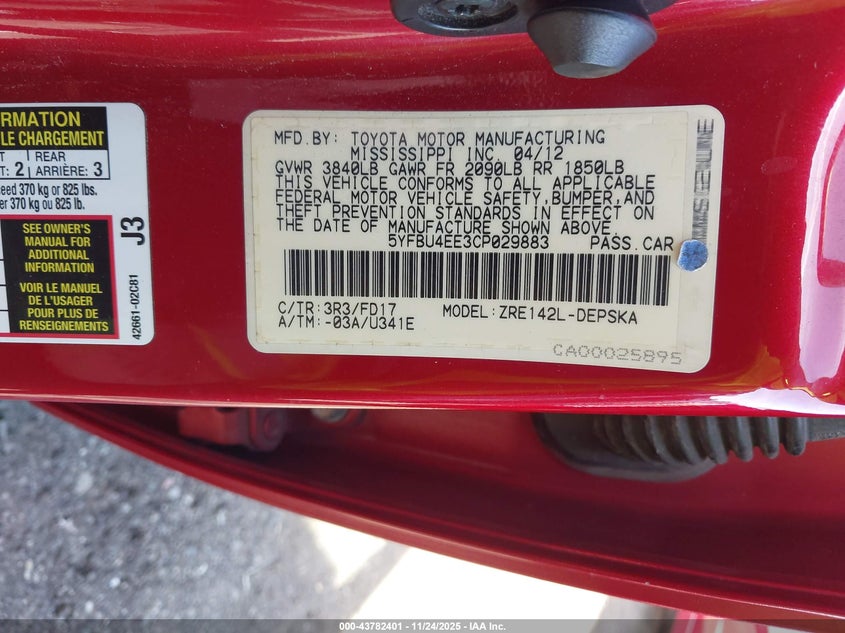 ORMATION
LE CHARGEMENT
T
: 2
REAR
ARRIÈRE: 3
ceed 370 kg or 825 lbs.
er 370 kg ou 825 lb.
SEE OWNER'S
MANUAL FOR
ADDITIONAL
INFORMATION
VOIR LE MANUEL
DE L'USAGER
POUR PLUS DE
RENSEIGNEMENTS
J3
42661-02C81
MFD.BY: TOYOTA MOTOR MANUFACTURING
MISSISSIPPI INC. 04/12
GVWR 3840LB GAWR FR 2090LB RR 1850LB
THIS VEHICLE CONFORMS TO ALL APPLICABLE
FEDERAL MOTOR VEHICLE SAFETY,BUMPER,AND
THEFT PREVENTION STANDARDS IN EFFECT ON
THE DATE OF MANUFACTURE SHOWN ABOVE.
5YFBU4EE3CP029883 PASS.CAR
C/TR:3R3/FD17 MODEL:ZRE142L-DEPSKA
A/TM:-03A/U341E
CA00025895
000-43782401 - 11/24/2025 - IAA Inc.